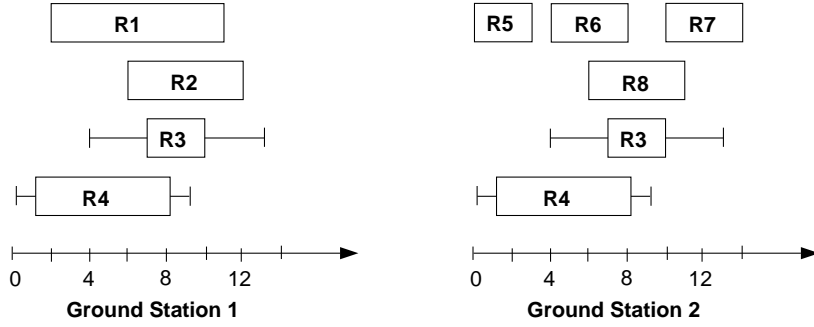 R1
R2
R3
R4
0 4 8 12
Ground Station 1
R5 R6 R7
R8
R3
R4
0 4 8 12
Ground Station 2